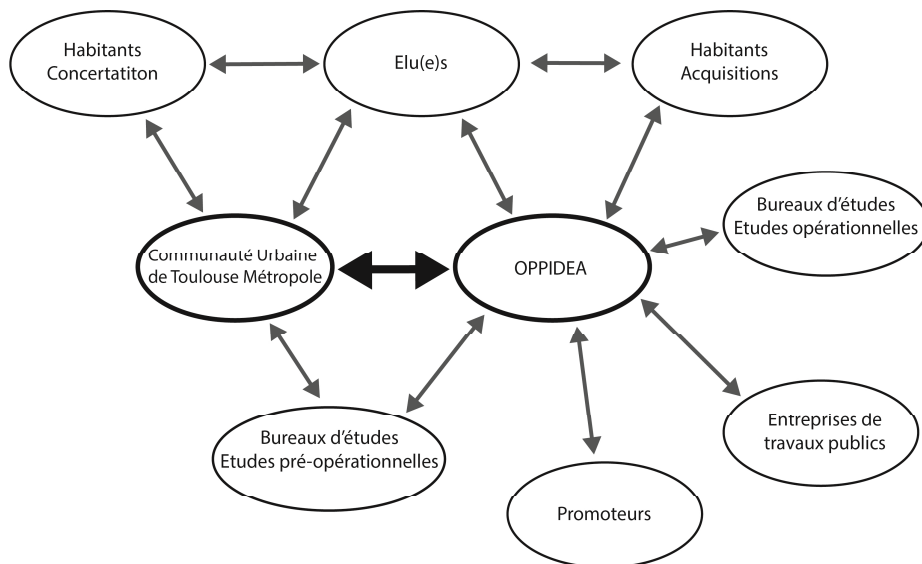 Habitants
Concertatiton
Elu(e)s
Habitants
Acquisitions
Bureaux d'études
Etudes opérationnelles
Communauté Urbaine
de Toulouse Métropole
OPPIDEA
Bureaux d'études
Etudes pré-opérationnelles
Entreprises de
travaux publics
Promoteurs